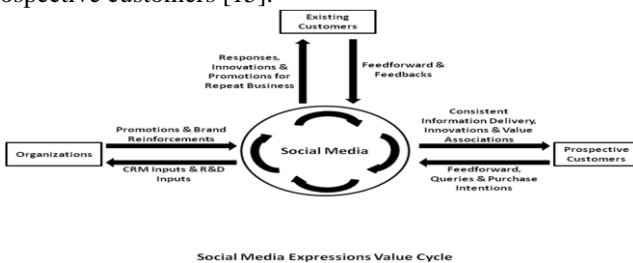 ospective customers [15].
Existing
Customers
Responses,
Innovations &
Promotions for
Repeat Business
Feedforward
& Feedbacks
Promotions & Brand
Reinforcements
Consistent
Information Delivery,
Innovations & Value
Associations
Organizations
Social Media
Prospective
Customers
CRM Inputs & R&D
Inputs
Feedforward,
Queries & Purchase
Intentions
Social Media Expressions Value Cycle